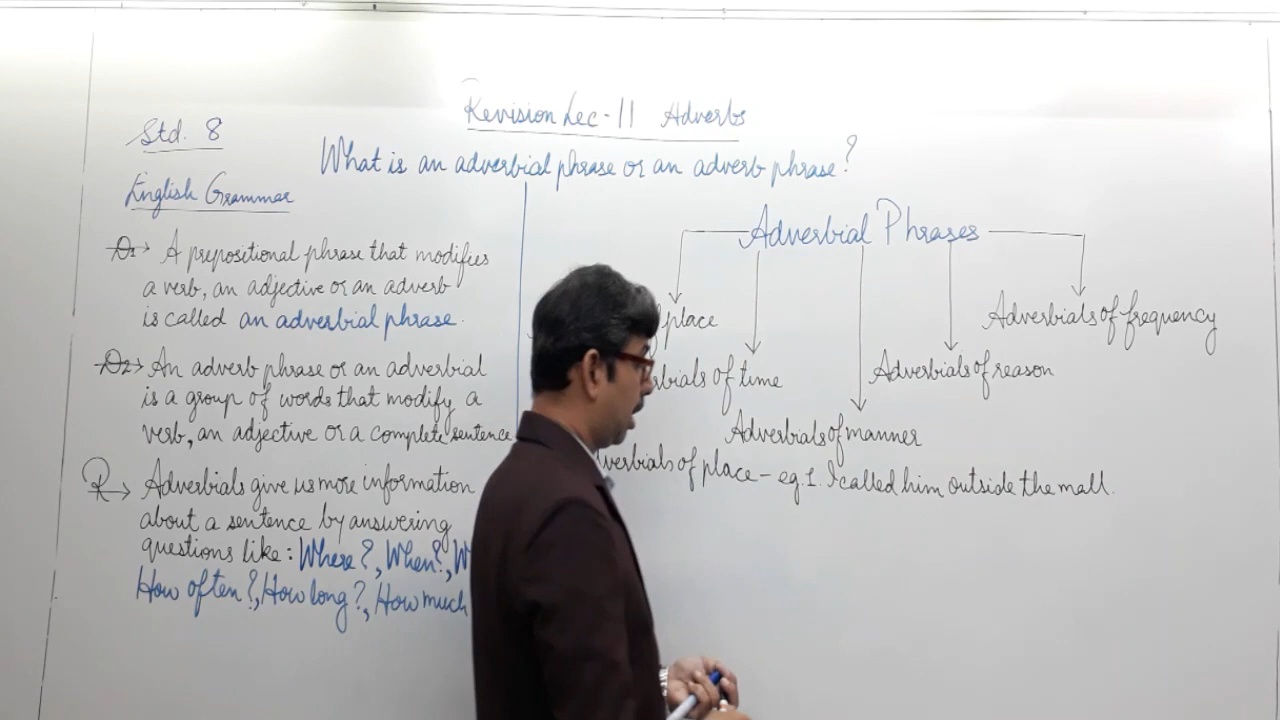 Revision Lec-11 Adverbs
Std. 8
What is an adverbial phrase or an adverb phrase?
English Grammar
D1→ A prepositional phrase that modifies
a verb, an adjective or an adverb
is called an adverbial phrase.
D2→ An adverb phrase or an adverbial
is a group of words that modify a
verb, an adjective or a complete sentence
R→ Adverbials give us more information
about a sentence by answering
questions like: Where?, When?, W
How often?, How long?, How much
Adverbial Phrases
place
rbials of time
Adverbials of manner
Adverbials of reason
Adverbials of frequency
verbials of place - eg. 1. I called him outside the mall.